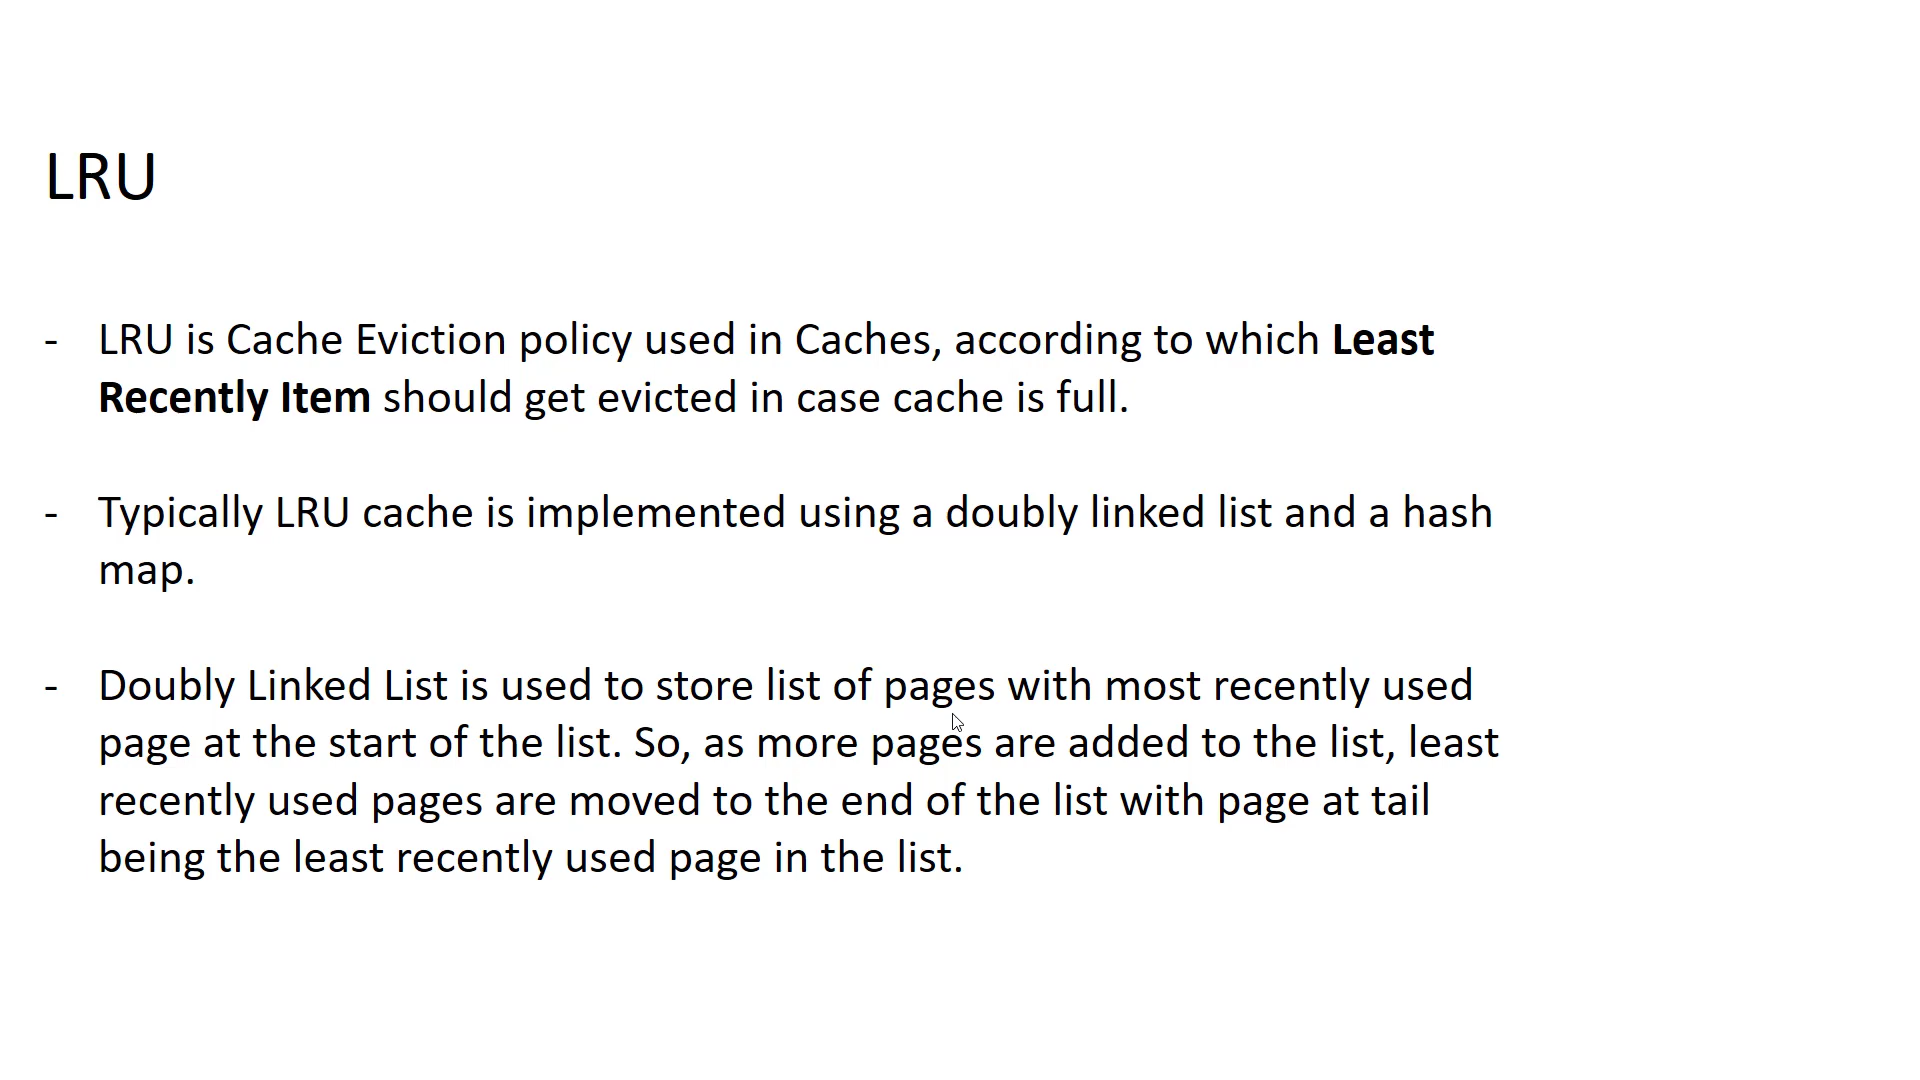 LRU
- LRU is Cache Eviction policy used in Caches, according to which Least
Recently Item should get evicted in case cache is full.
- Typically LRU cache is implemented using a doubly linked list and a hash
map.
- Doubly Linked List is used to store list of pages with most recently used
page at the start of the list. So, as more pages are added to the list, least
recently used pages are moved to the end of the list with page at tail
being the least recently used page in the list.